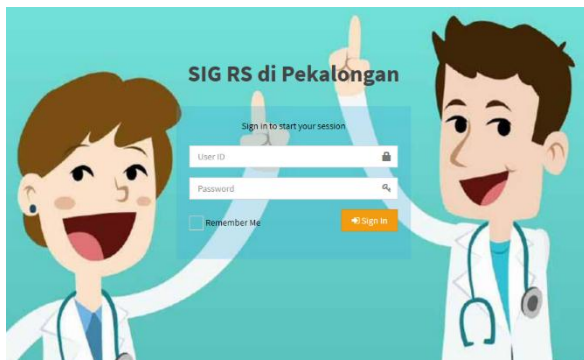 SIG RS di Pekalongan
Sign in to start your session
User ID
Password
Remember Me
Sign In